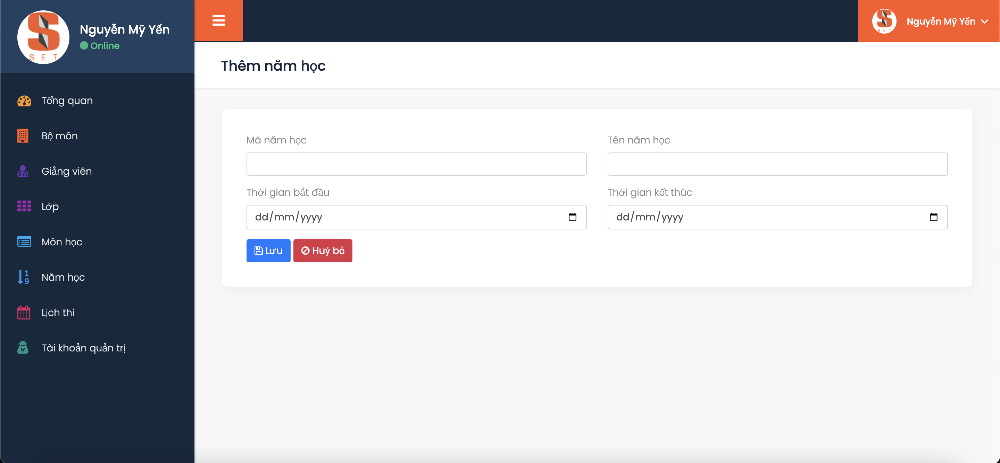 SET
Nguyễn Mỹ Yến
Online
SET
Nguyễn Mỹ Yến
Thêm năm học
Tổng quan
Bộ môn
Giảng viên
Lớp
Môn học
Năm học
Lịch thi
Tài khoản quản trị
Mã năm học
Tên năm học
Thời gian bắt đầu
Thời gian kết thúc
dd/mm/yyyy
dd/mm/yyyy
Lưu
Huỷ bỏ